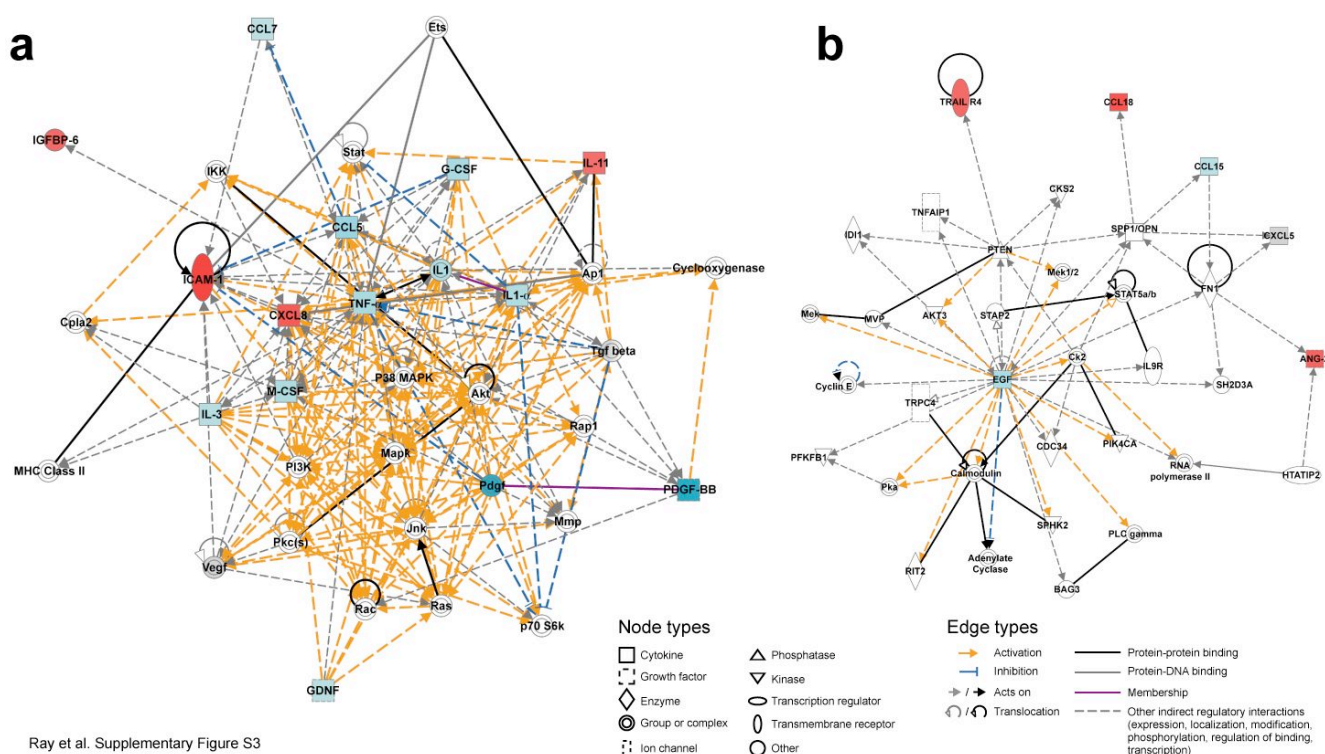 a
CCL7
Ets
IGFBP-6
Stat
IL-11
IKK
G-CSF
CCL5
ICAM-1
IL1
Ap1
Cyclooxygenase
TNF-
IL1-α
CXCL8
Cpla2
Tgf beta
P38 MAPK
M-CSF
Akt
IL-3
Rap1
MHC Class II
PI3K
Mapk
Pdgf
PDGF-BB
Mmp
Pkc(s)
Jnk
Vegf
Rac
Ras
p70 S6k
GDNF
b
TRAIL R4
CCL18
CCL15
CKS2
TNFAIP1
IDI1
PTEN
SPP1/OPN
CXCL5
Mek1/2
STAT5a/b
FN1
Mek
MVP
AKT3
STAP2
Ck2
IL9R
ANG-
Cyclin E
EGF
SH2D3A
TRPC4
CDC34
PIK4CA
PFKFB1
Pka
Calmodulin
RNA
polymerase II
HTATIP2
SPHK2
PLC gamma
Adenylate
Cyclase
RIT2
BAG3
Node types
Cytokine
Growth factor
Enzyme
Group or complex
Ion channel
Phosphatase
Kinase
Transcription regulator
Transmembrane receptor
Other
Edge types
Activation
Inhibition
/ Acts on
/ Translocation
Protein-protein binding
Protein-DNA binding
Membership
Other indirect regulatory interactions
(expression, localization, modification,
phosphorylation, regulation of binding,
transcription)
Ray et al. Supplementary Figure S3